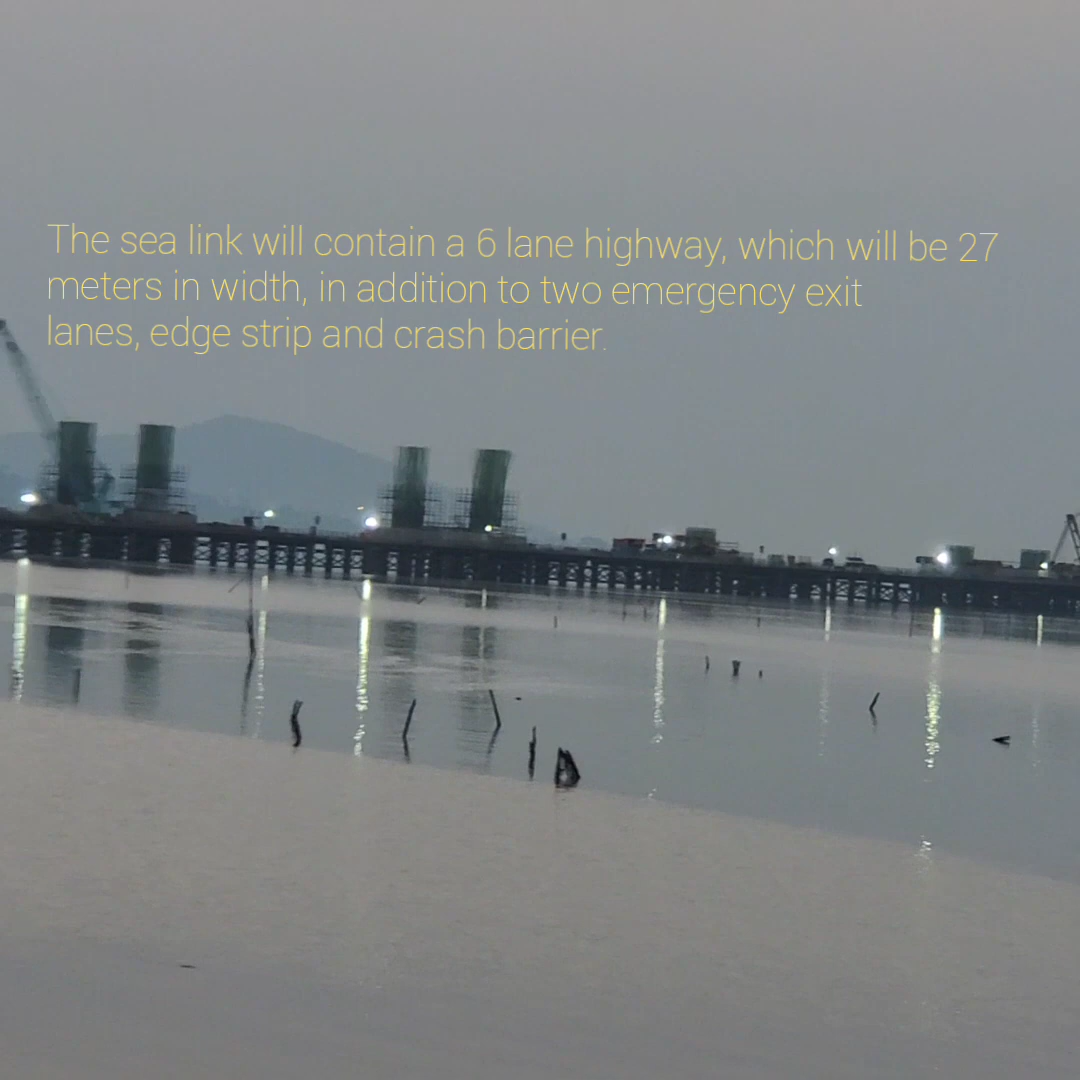 The sea link will contain a 6 lane highway, which will be 27
meters in width, in addition to two emergency exit
lanes, edge strip and crash barrier.